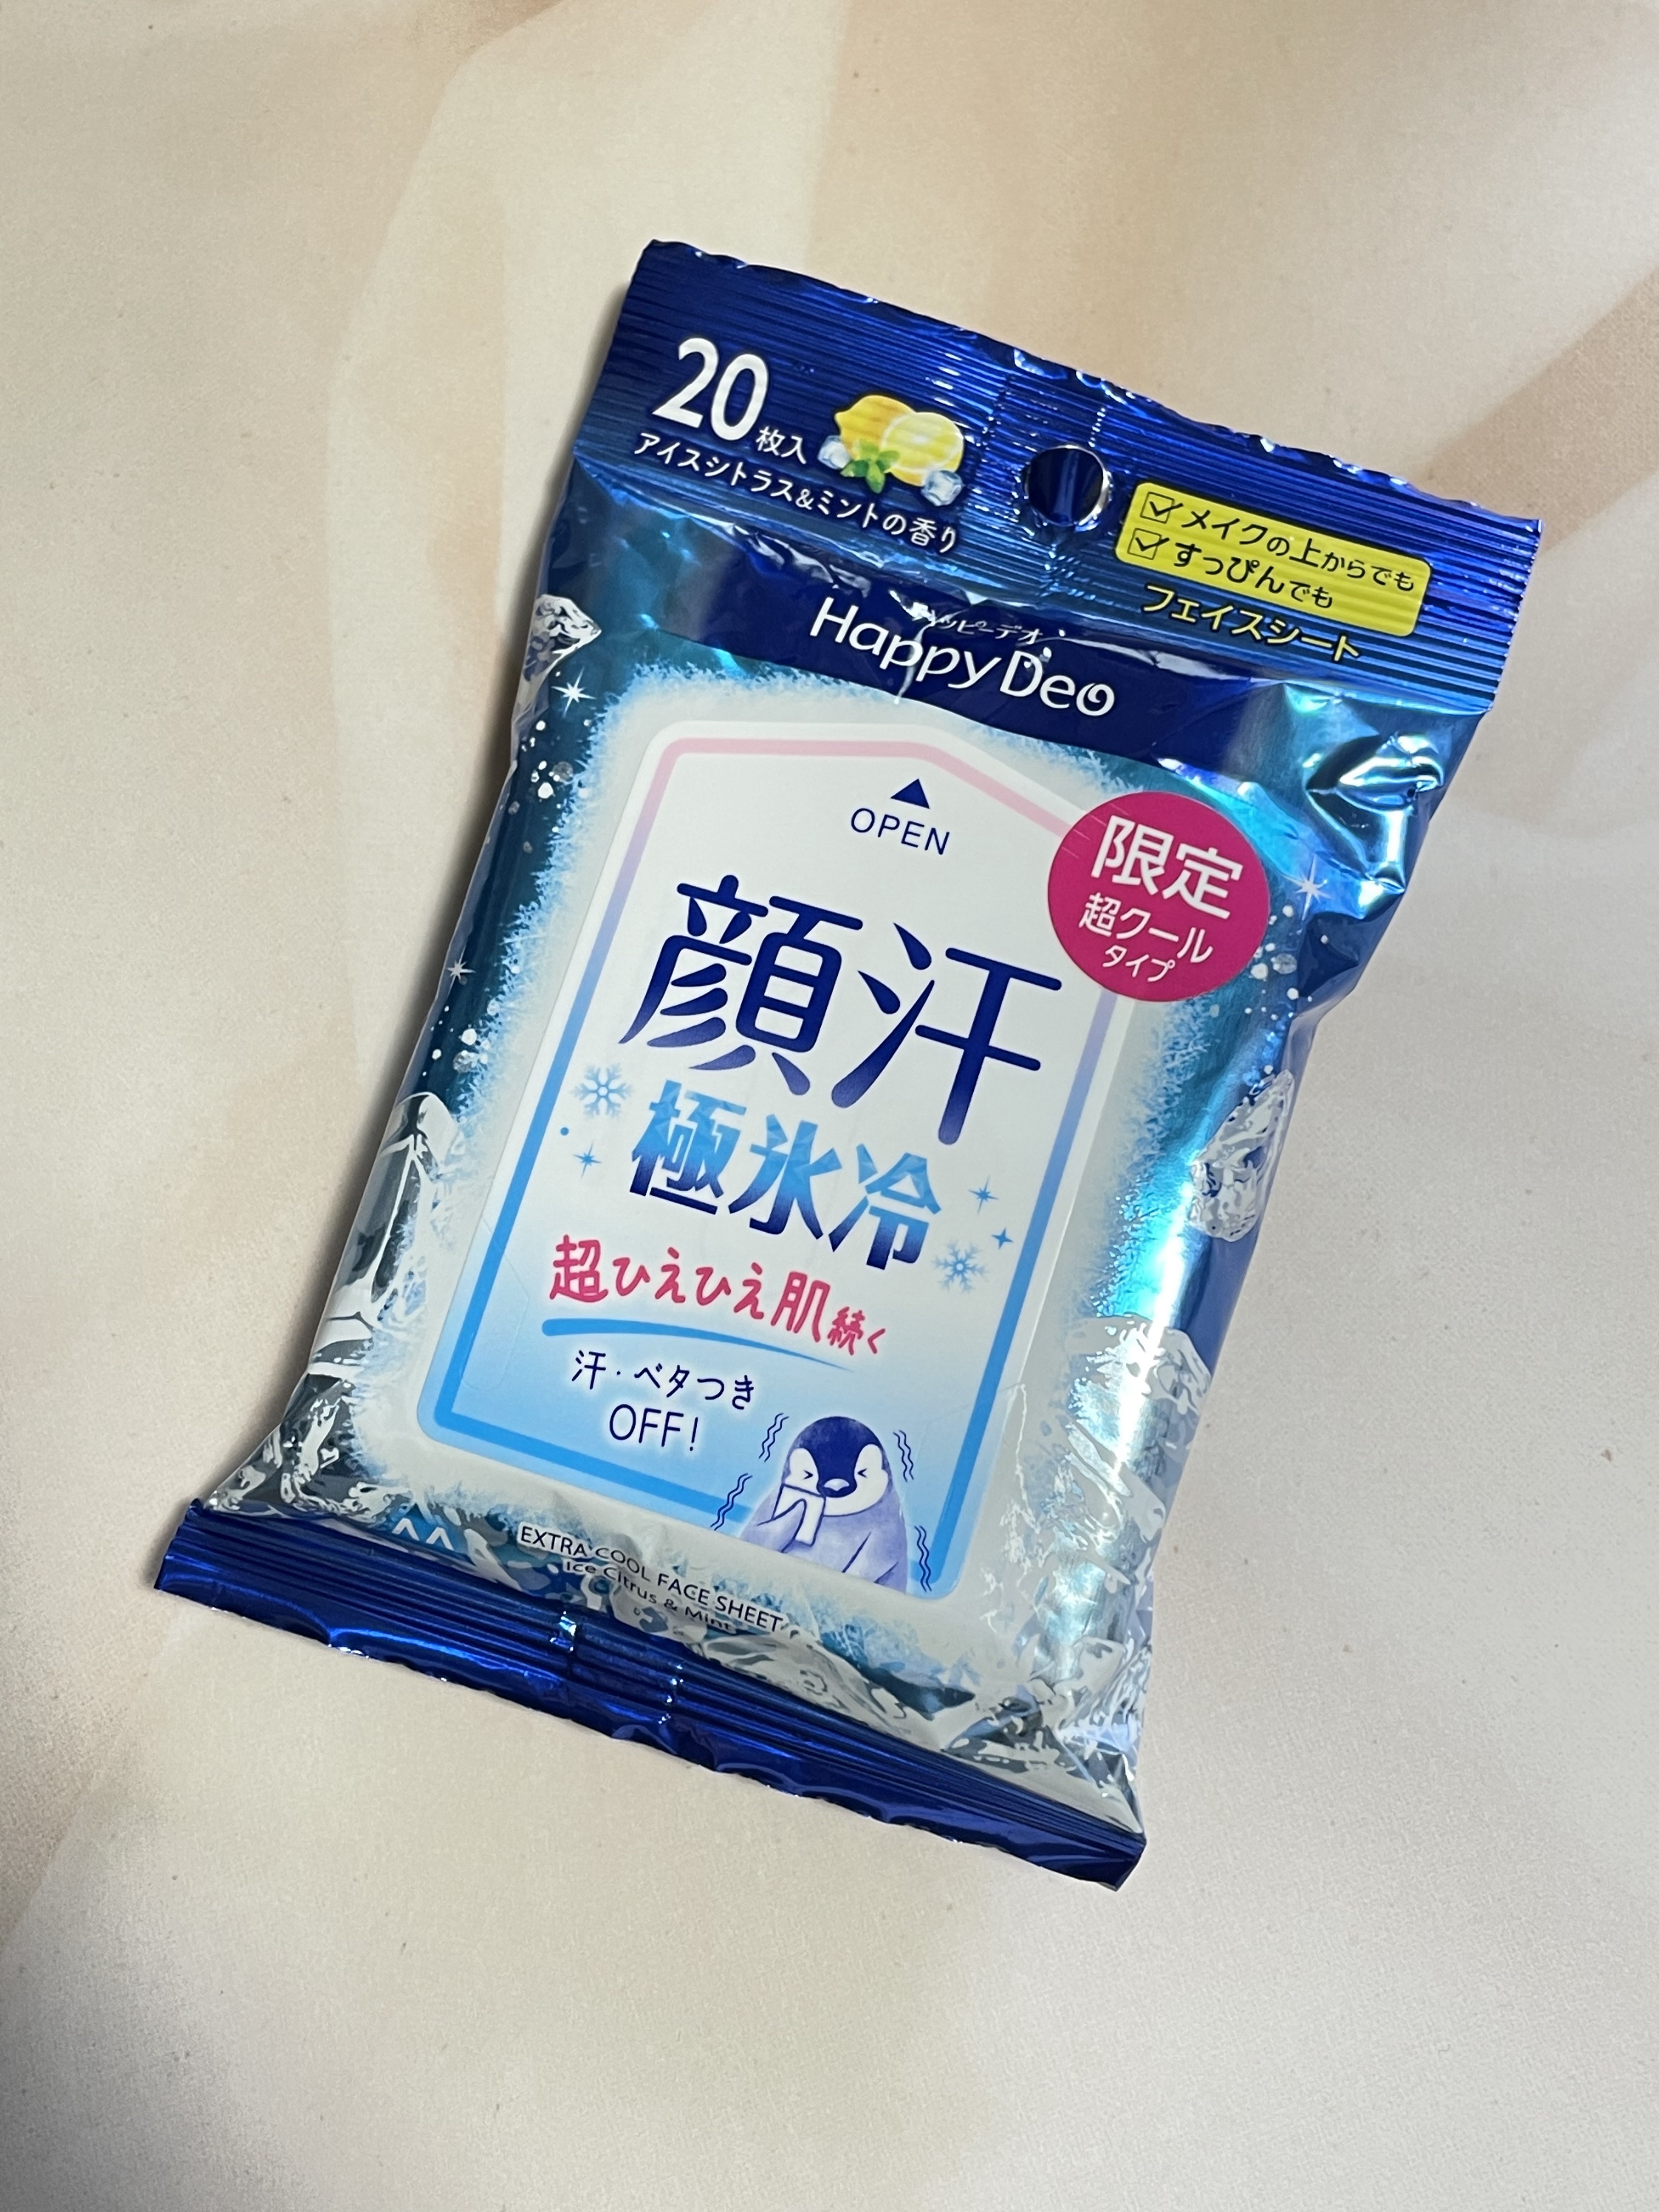 20枚入
アイスシトラス&ミントの香り
メイクの上からでも
すっぴんでも
フェイスシート
ハッピーデオ
Happy Deo
OPEN
限定
超クール
タイプ
顔汗
極氷冷
超ひえひえ肌続く
汗・ベタつき
OFF!
EXTRA COOL FACE SHEET
Ice Citrus & Mint